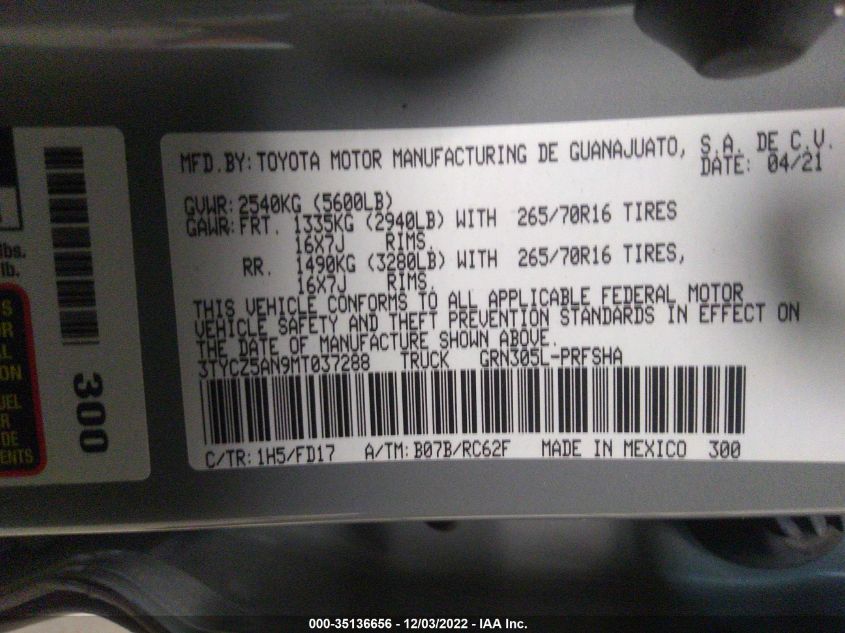 MFD.BY:TOYOTA MOTOR MANUFACTURING DE GUANAJUATO, S.A. DE C.V.
DATE: 04/21
GVWR:2540KG (5600LB)
GAWR:FRT. 1335KG (2940LB) WITH 265/70R16 TIRES
16X7J RIMS.
RR. 1490KG (3280LB) WITH 265/70R16 TIRES,
16X7J RIMS.
THIS VEHICLE CONFORMS TO ALL APPLICABLE FEDERAL MOTOR
VEHICLE SAFETY AND THEFT PREVENTION STANDARDS IN EFFECT ON
THE DATE OF MANUFACTURE SHOWN ABOVE.
3TYCZ5AN9MT037288 TRUCK GRN305L-PRFSHA
C/TR:1H5/FD17 A/TM:B07B/RC62F MADE IN MEXICO 300
lbs.
lb.
300
000-35136656 - 12/03/2022 - IAA Inc.